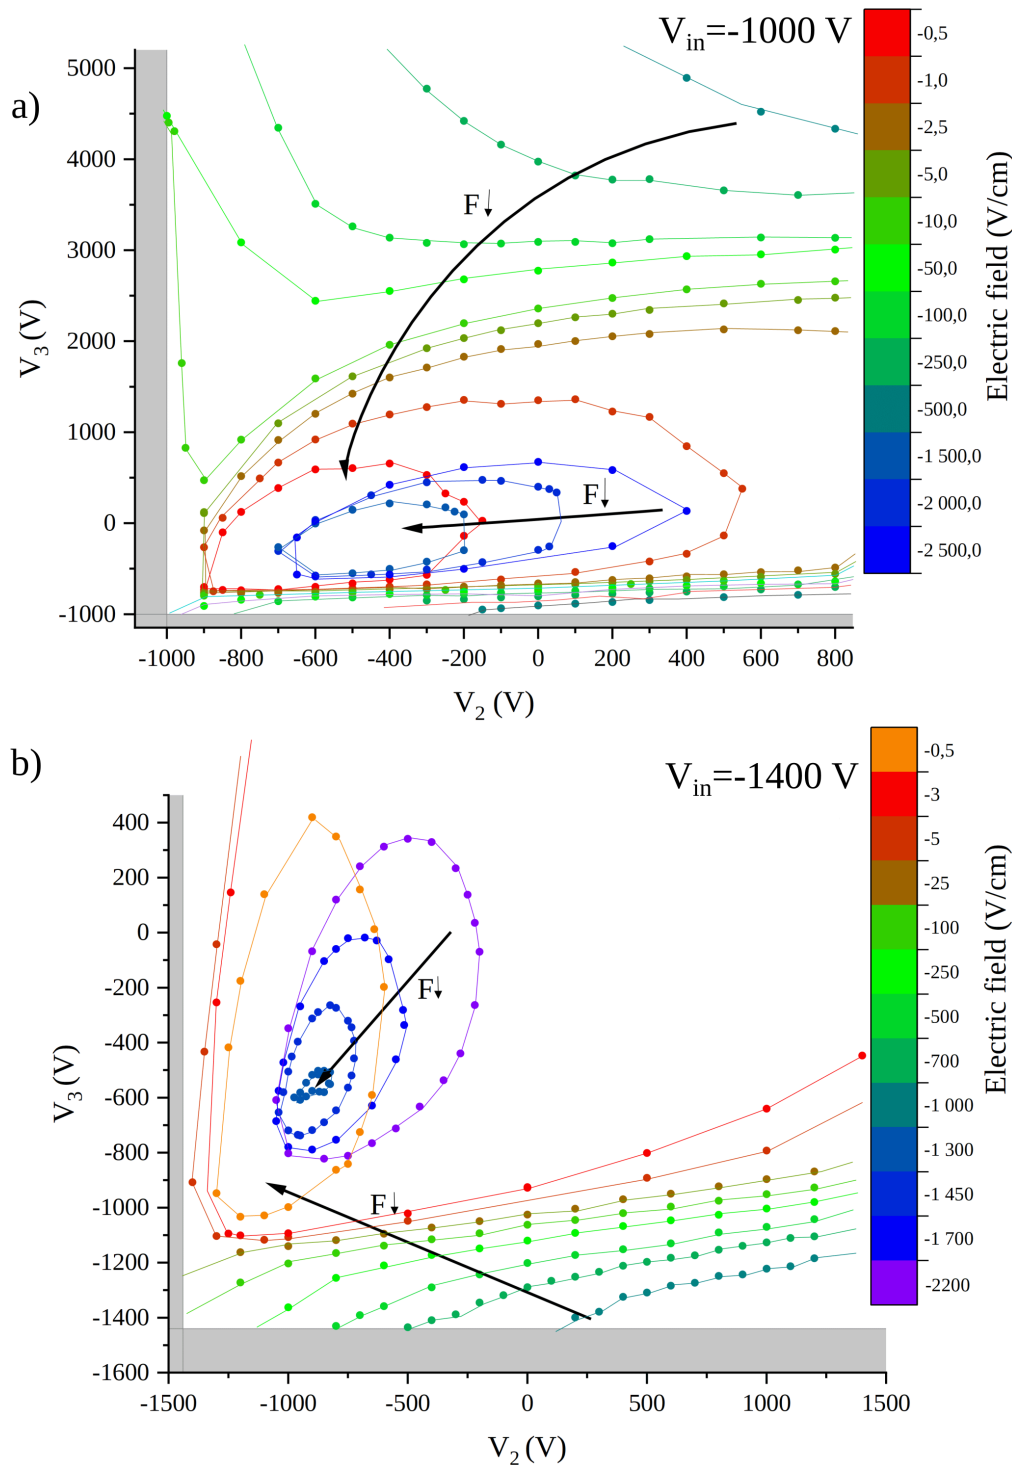 a)
V_in=-1000 V
5000
4000
3000
2000
1000
0
-1000
V_3 (V)
F↓
F↓
-1000 -800 -600 -400 -200 0 200 400 600 800
V_2 (V)
-0,5
-1,0
-2,5
-5,0
-10,0
-50,0
-100,0
-250,0
-500,0
-1 500,0
-2 000,0
-2 500,0
Electric field (V/cm)
b)
V_in=-1400 V
400
200
0
-200
-400
-600
-800
-1000
-1200
-1400
-1600
V_3 (V)
F↓
F↓
-1500 -1000 -500 0 500 1000 1500
V_2 (V)
-0,5
-3
-5
-25
-100
-250
-500
-700
-1 000
-1 300
-1 450
-1 700
-2200
Electric field (V/cm)